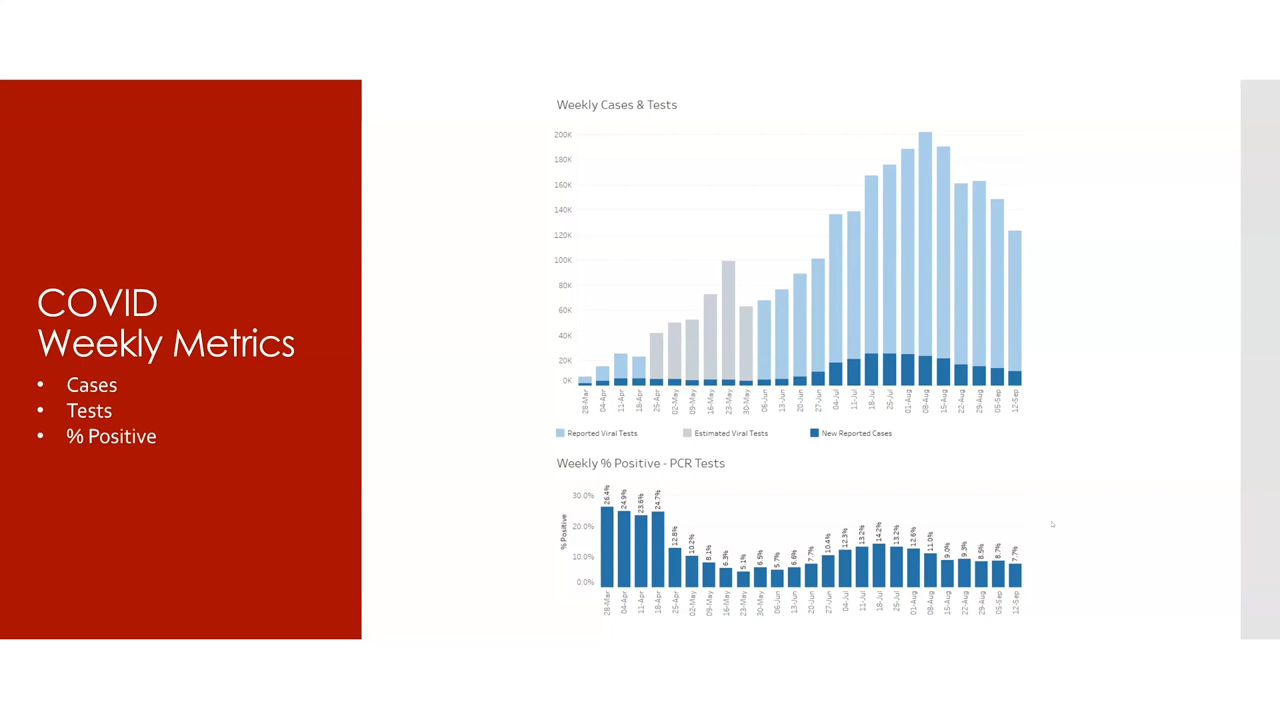 COVID
Weekly Metrics
• Cases
• Tests
• % Positive
Weekly Cases & Tests
200K
180K
160K
140K
120K
100K
80K
60K
40K
20K
0K
28-Mar 04-Apr 11-Apr 18-Apr 25-Apr 02-May 09-May 16-May 23-May 30-May 06-Jun 13-Jun 20-Jun 27-Jun 04-Jul 11-Jul 18-Jul 25-Jul 01-Aug 08-Aug 15-Aug 22-Aug 29-Aug 05-Sep 12-Sep
Reported Viral Tests Estimated Viral Tests New Reported Cases
Weekly % Positive - PCR Tests
% Positive
30.0%
20.0%
10.0%
0.0%
26.4% 24.9% 23.6% 24.7% 12.8% 10.2% 8.1% 6.3% 5.1% 6.5% 5.7% 6.6% 7.7% 10.4% 12.3% 13.2% 14.2% 13.2% 12.6% 11.0% 9.0% 9.3% 8.5% 8.7% 7.7%
28-Mar 04-Apr 11-Apr 18-Apr 25-Apr 02-May 09-May 16-May 23-May 30-May 06-Jun 13-Jun 20-Jun 27-Jun 04-Jul 11-Jul 18-Jul 25-Jul 01-Aug 08-Aug 15-Aug 22-Aug 29-Aug 05-Sep 12-Sep